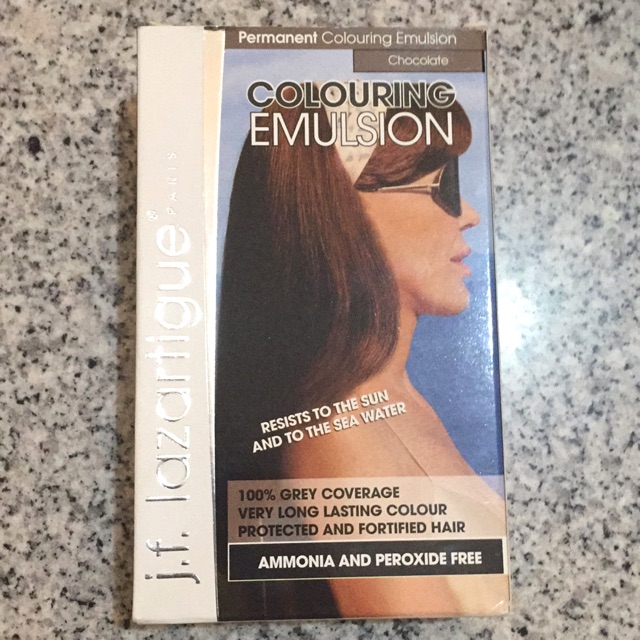 Permanent Colouring Emulsion
Chocolate
COLOURING
EMULSION
j.f. lazartigue®
PARIS
RESISTS TO THE SUN
AND TO THE SEA WATER
100% GREY COVERAGE
VERY LONG LASTING COLOUR
PROTECTED AND FORTIFIED HAIR
AMMONIA AND PEROXIDE FREE